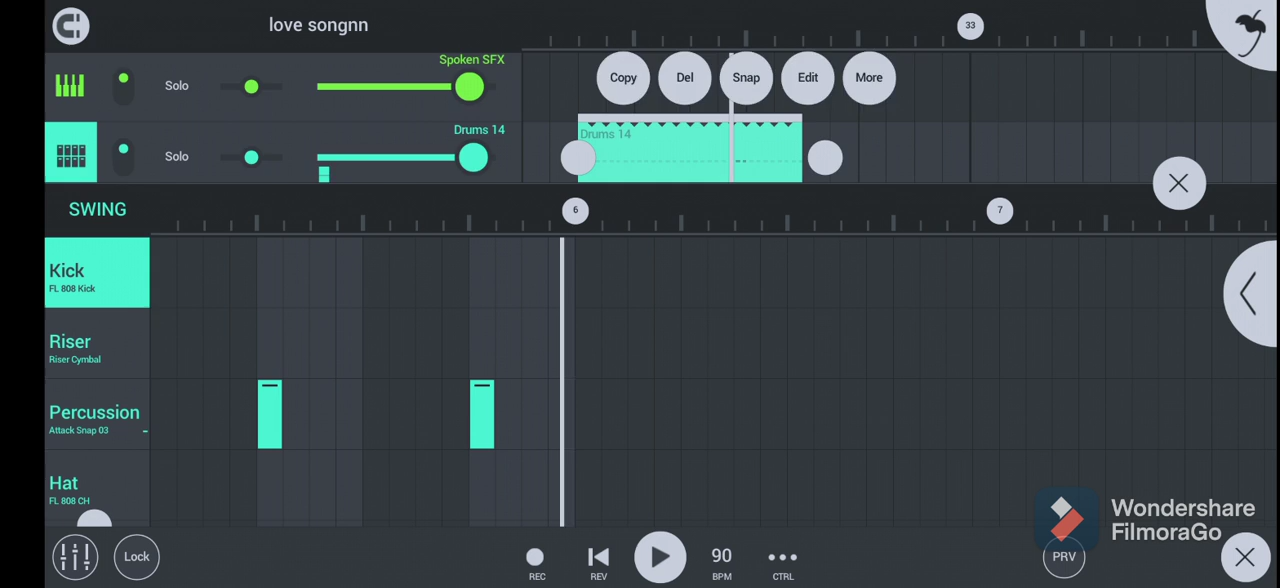 love songnn
33
Spoken SFX
Copy
Del
Snap
Edit
More
Solo
Drums 14
Drums 14
Solo
SWING
6
7
Kick
FL 808 Kick
Riser
Riser Cymbal
Percussion
Attack Snap 03
Hat
FL 808 CH
Wondershare
FilmoraGo
Lock
90
PRV
REC
REV
BPM
CTRL